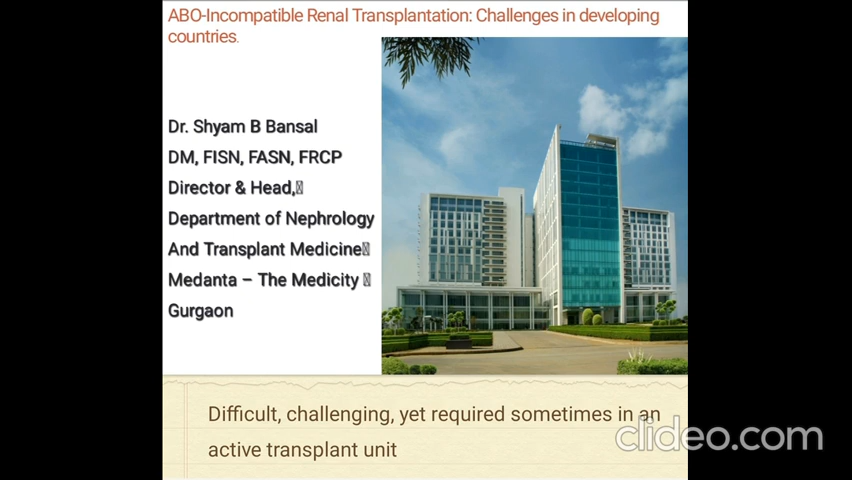 ABO-Incompatible Renal Transplantation: Challenges in developing
countries.
Dr. Shyam B Bansal
DM, FISN, FASN, FRCP
Director & Head,
Department of Nephrology
And Transplant Medicine
Medanta – The Medicity
Gurgaon
Difficult, challenging, yet required sometimes in an
active transplant unit
clideo.com